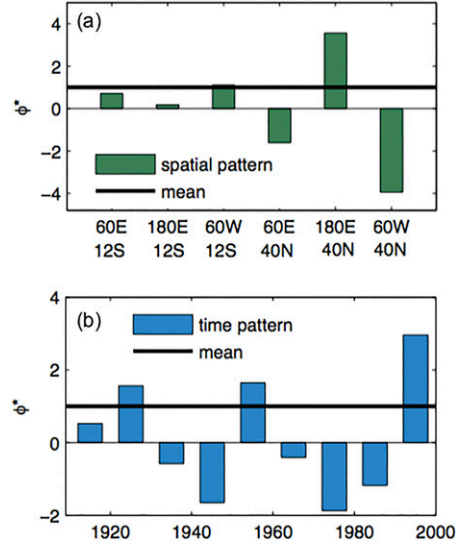 (a)
4
2
0
-2
-4
ϕ*
spatial pattern
mean
60E 180E 60W 60E 180E 60W
12S 12S 12S 40N 40N 40N
(b)
4
2
0
-2
ϕ*
time pattern
mean
1920 1940 1960 1980 2000